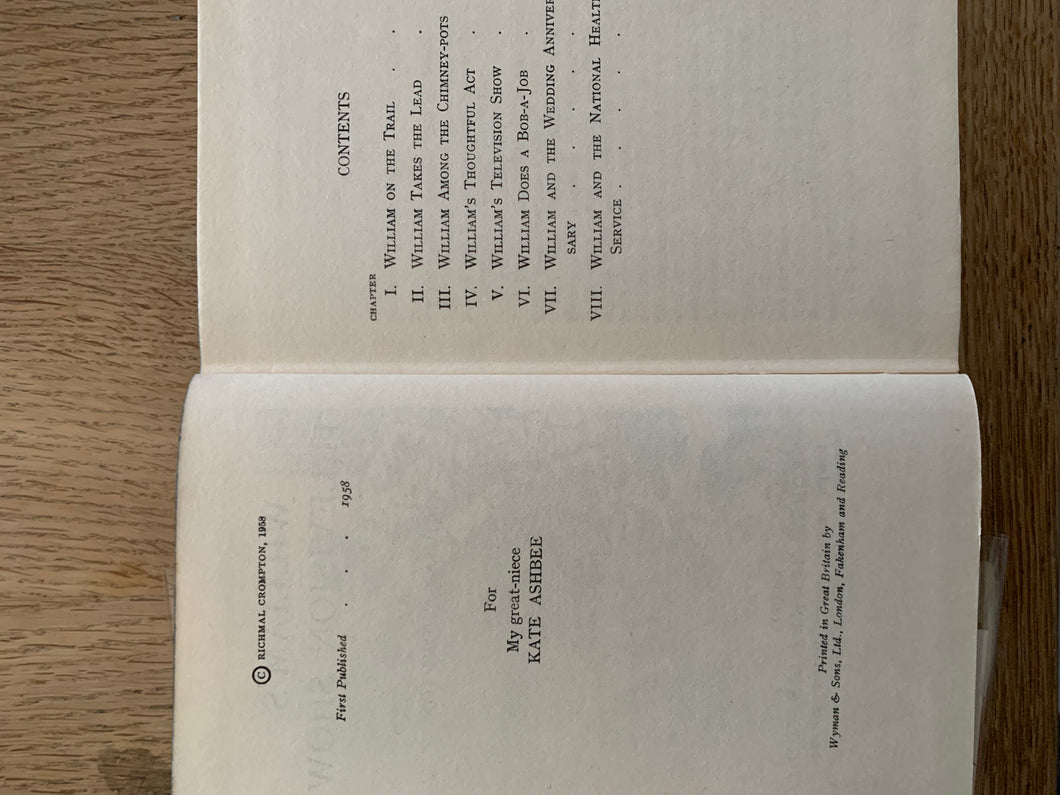 © RICHMAL CROMPTON, 1958
First Published . . . 1958
For
My great-niece
KATE ASHBEE
Printed in Great Britain by
Wyman & Sons, Ltd., London, Fakenham and Reading
CONTENTS
CHAPTER
I. WILLIAM ON THE TRAIL . .
II. WILLIAM TAKES THE LEAD .
III. WILLIAM AMONG THE CHIMNEY-POTS
IV. WILLIAM'S THOUGHTFUL ACT .
V. WILLIAM'S TELEVISION SHOW .
VI. WILLIAM DOES A BOB-A-JOB .
VII. WILLIAM AND THE WEDDING ANNIVER
SARY . . . . .
VIII. WILLIAM AND THE NATIONAL HEALT
SERVICE . . . . .